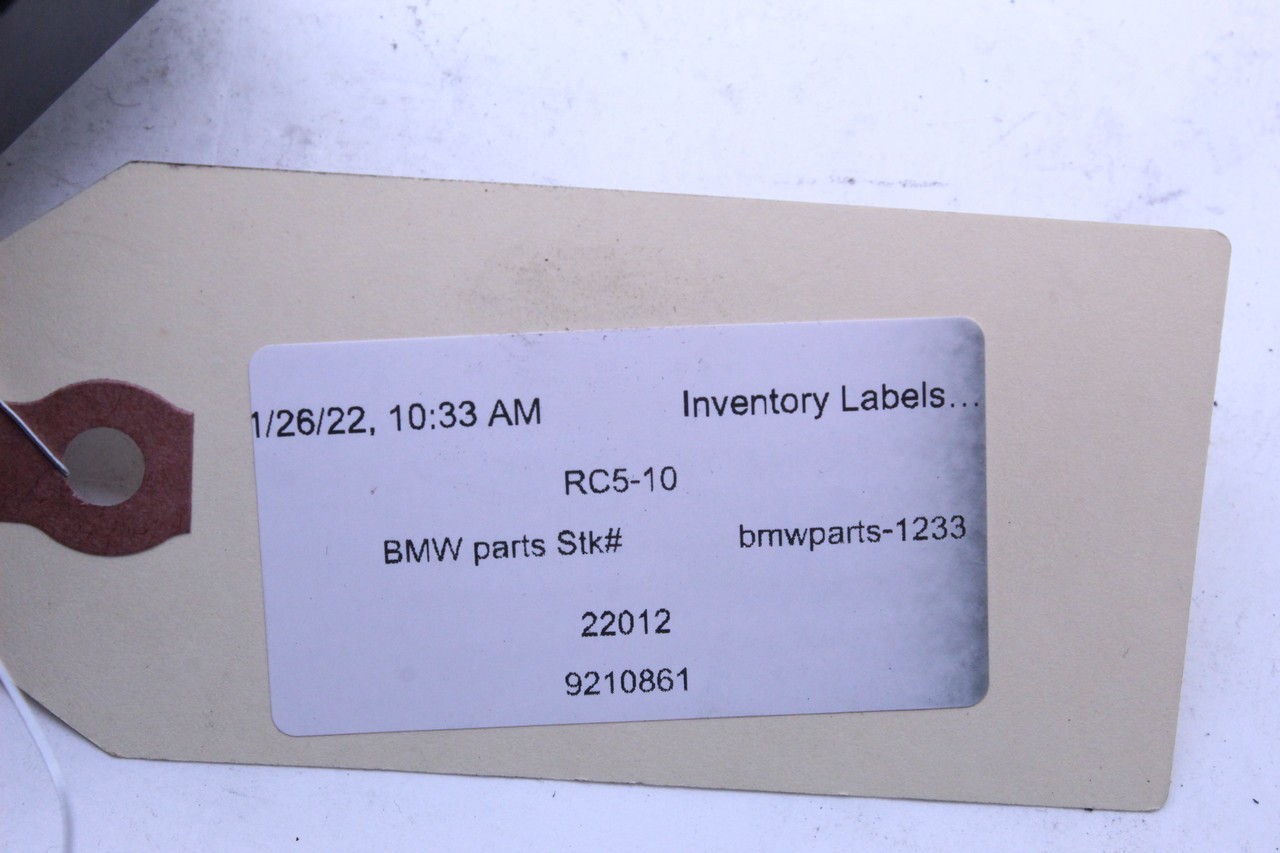 1/26/22, 10:33 AM Inventory Labels...
RC5-10
BMW parts Stk# bmwparts-1233
22012
9210861